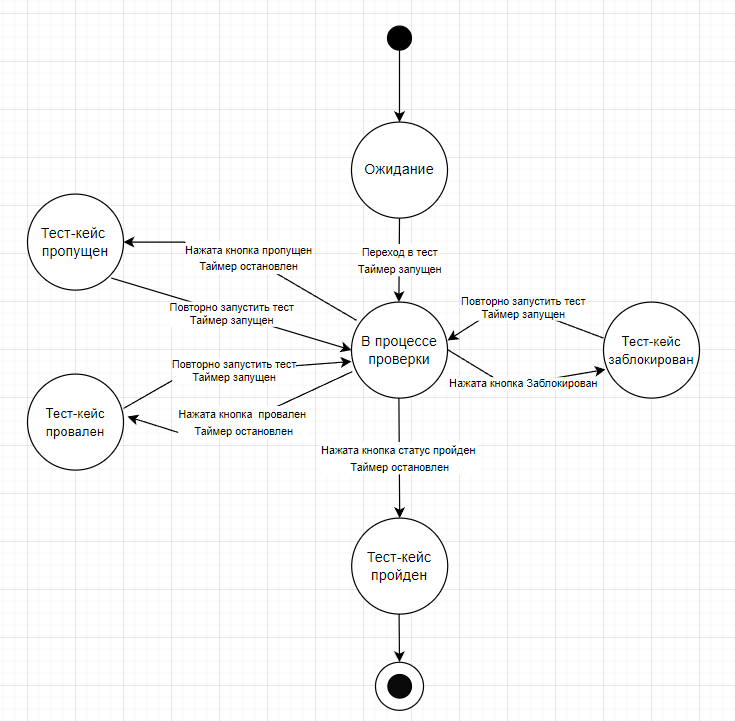 Ожидание
Тест-кейс
пропущен
Нажата кнопка пропущен
Таймер остановлен
Переход в тест
Таймер запущен
Повторно запустить тест
Таймер запущен
Повторно запустить тест
Таймер запущен
В процессе
проверки
Тест-кейс
заблокирован
Повторно запустить тест
Таймер запущен
Нажата кнопка Заблокирован
Тест-кейс
провален
Нажата кнопка провален
Таймер остановлен
Нажата кнопка статус пройден
Таймер остановлен
Тест-кейс
пройден